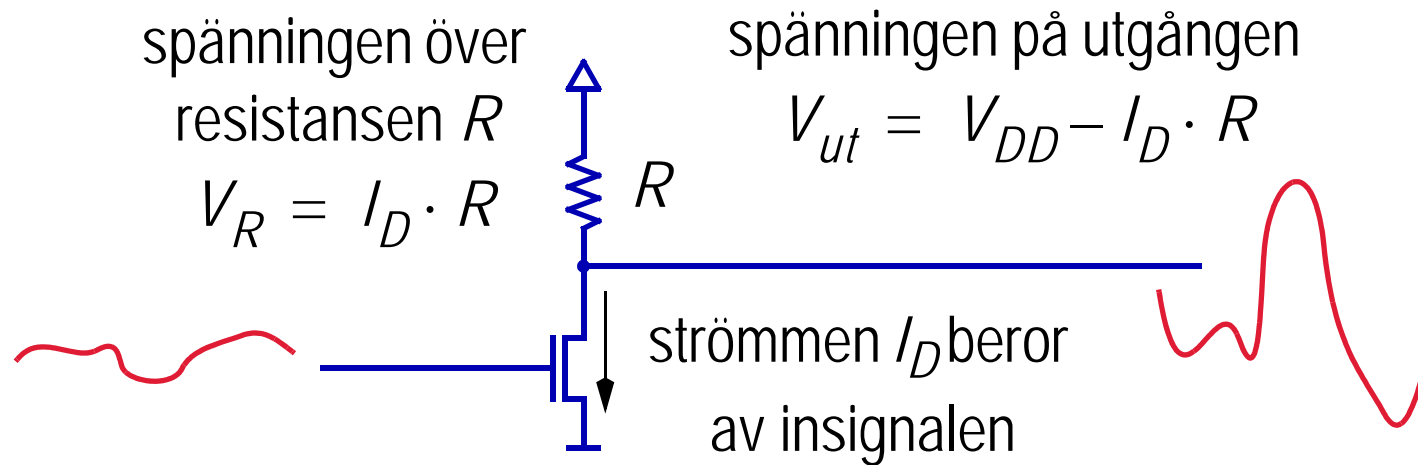 spänningen över
resistansen R
V_R = I_D · R
R
spänningen på utgången
V_ut = V_DD – I_D · R
strömmen I_D beror
av insignalen